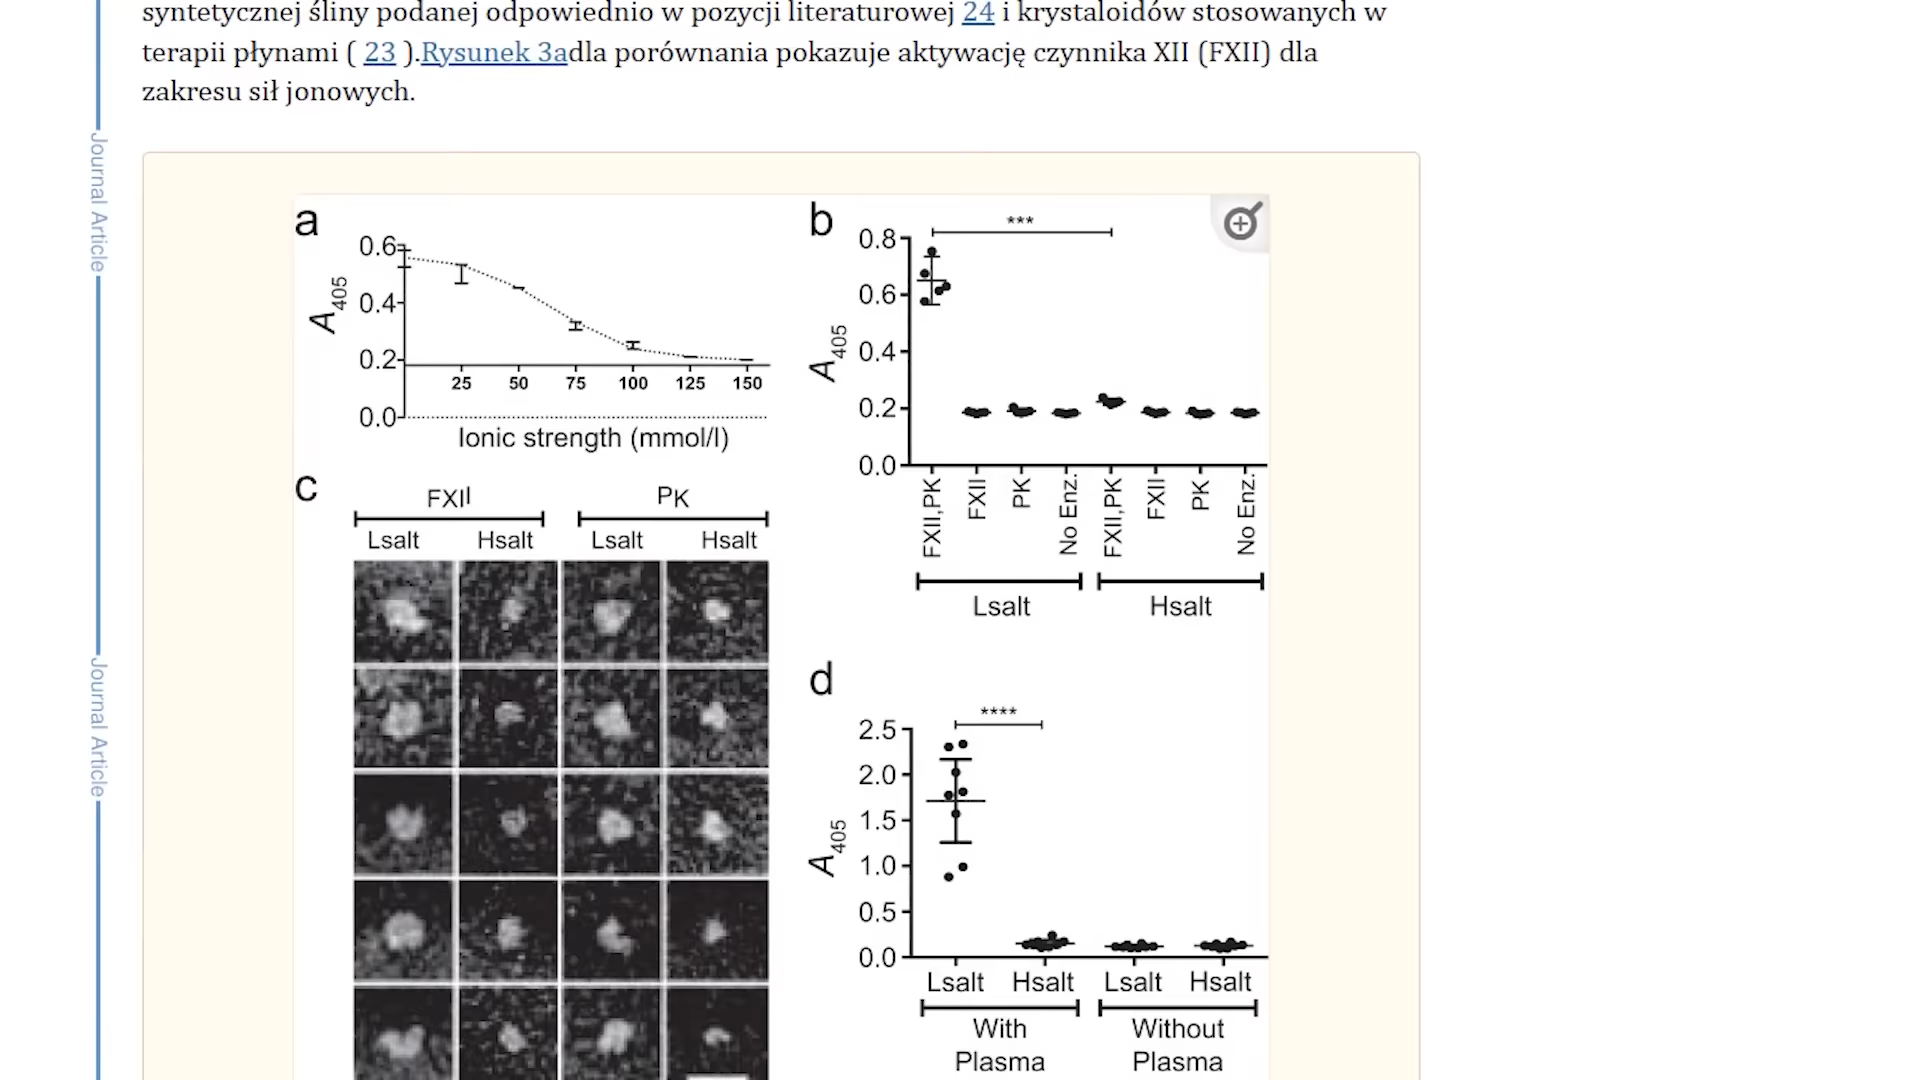 syntetycznej śliny podanej odpowiednio w pozycji literaturowej 24 i krystaloidów stosowanych w
terapii płynami ( 23 ).Rysunek 3adla porównania pokazuje aktywację czynnika XII (FXII) dla
zakresu sił jonowych.
Journal Article
Journal Article
a
0.6
0.4
0.2
0.0
A405
25 50 75 100 125 150
Ionic strength (mmol/l)
b
***
0.8
0.6
0.4
0.2
0.0
A405
FXII,PK FXII PK No Enz. FXII,PK FXII PK No Enz.
Lsalt Hsalt
c
FXII PK
Lsalt Hsalt Lsalt Hsalt
d
****
2.5
2.0
1.5
1.0
0.5
0.0
A405
Lsalt Hsalt Lsalt Hsalt
With Without
Plasma Plasma